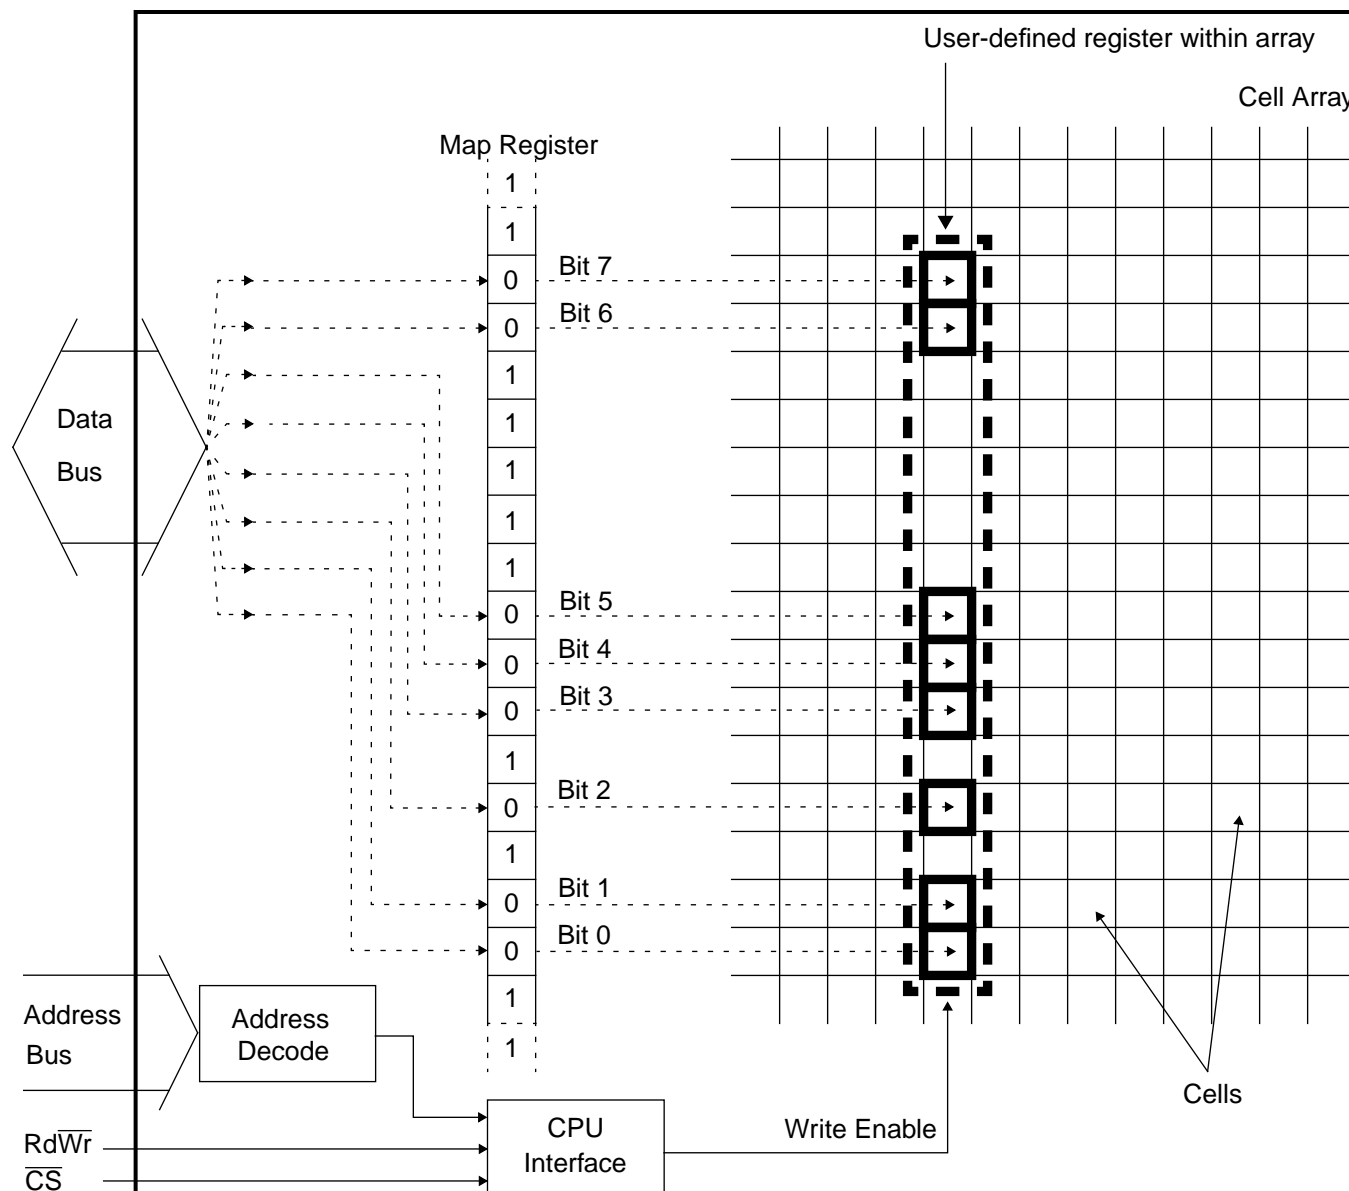 User-defined register within array
Cell Array
Map Register
1
1
0 Bit 7
0 Bit 6
1
1
1
1
1
0 Bit 5
0 Bit 4
0 Bit 3
1
0 Bit 2
1
0 Bit 1
0 Bit 0
1
1
Data
Bus
Address
Bus
Address
Decode
RdW̅r̅
C̅S̅
CPU
Interface
Write Enable
Cells